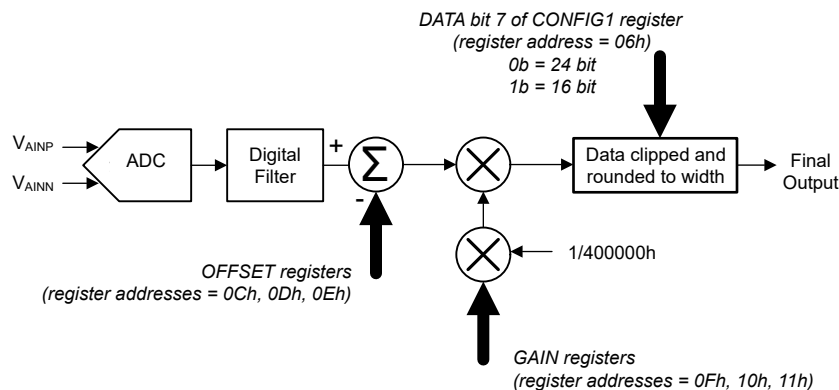 DATA bit 7 of CONFIG1 register
(register address = 06h)
0b = 24 bit
1b = 16 bit
VAINP
VAINN
ADC
Digital
Filter
+
-
Σ
Data clipped and
rounded to width
Final
Output
1/400000h
OFFSET registers
(register addresses = 0Ch, 0Dh, 0Eh)
GAIN registers
(register addresses = 0Fh, 10h, 11h)